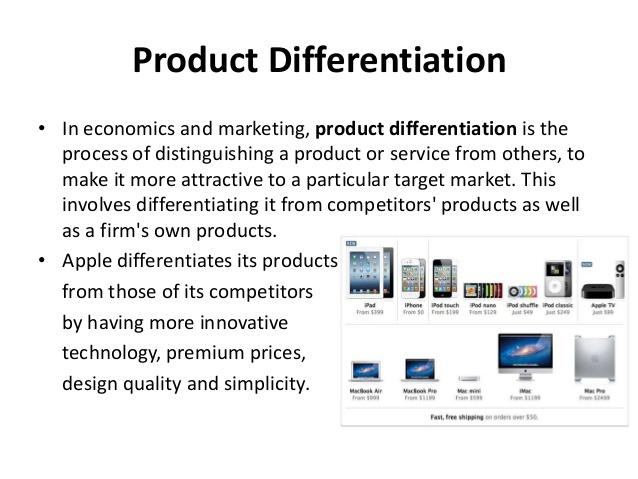 Product Differentiation
• In economics and marketing, product differentiation is the
process of distinguishing a product or service from others, to
make it more attractive to a particular target market. This
involves differentiating it from competitors' products as well
as a firm's own products.
• Apple differentiates its products
from those of its competitors
by having more innovative
technology, premium prices,
design quality and simplicity.
iPad iPhone iPod touch iPod nano iPod shuffle iPod classic Apple TV
From $399 From $0 From $199 From $129 Just $49 Just $249 Just $99
MacBook Air MacBook Pro Mac mini iMac Mac Pro
From $999 From $1199 From $599 From $1199 From $2499
Fast, free shipping on orders over $50.